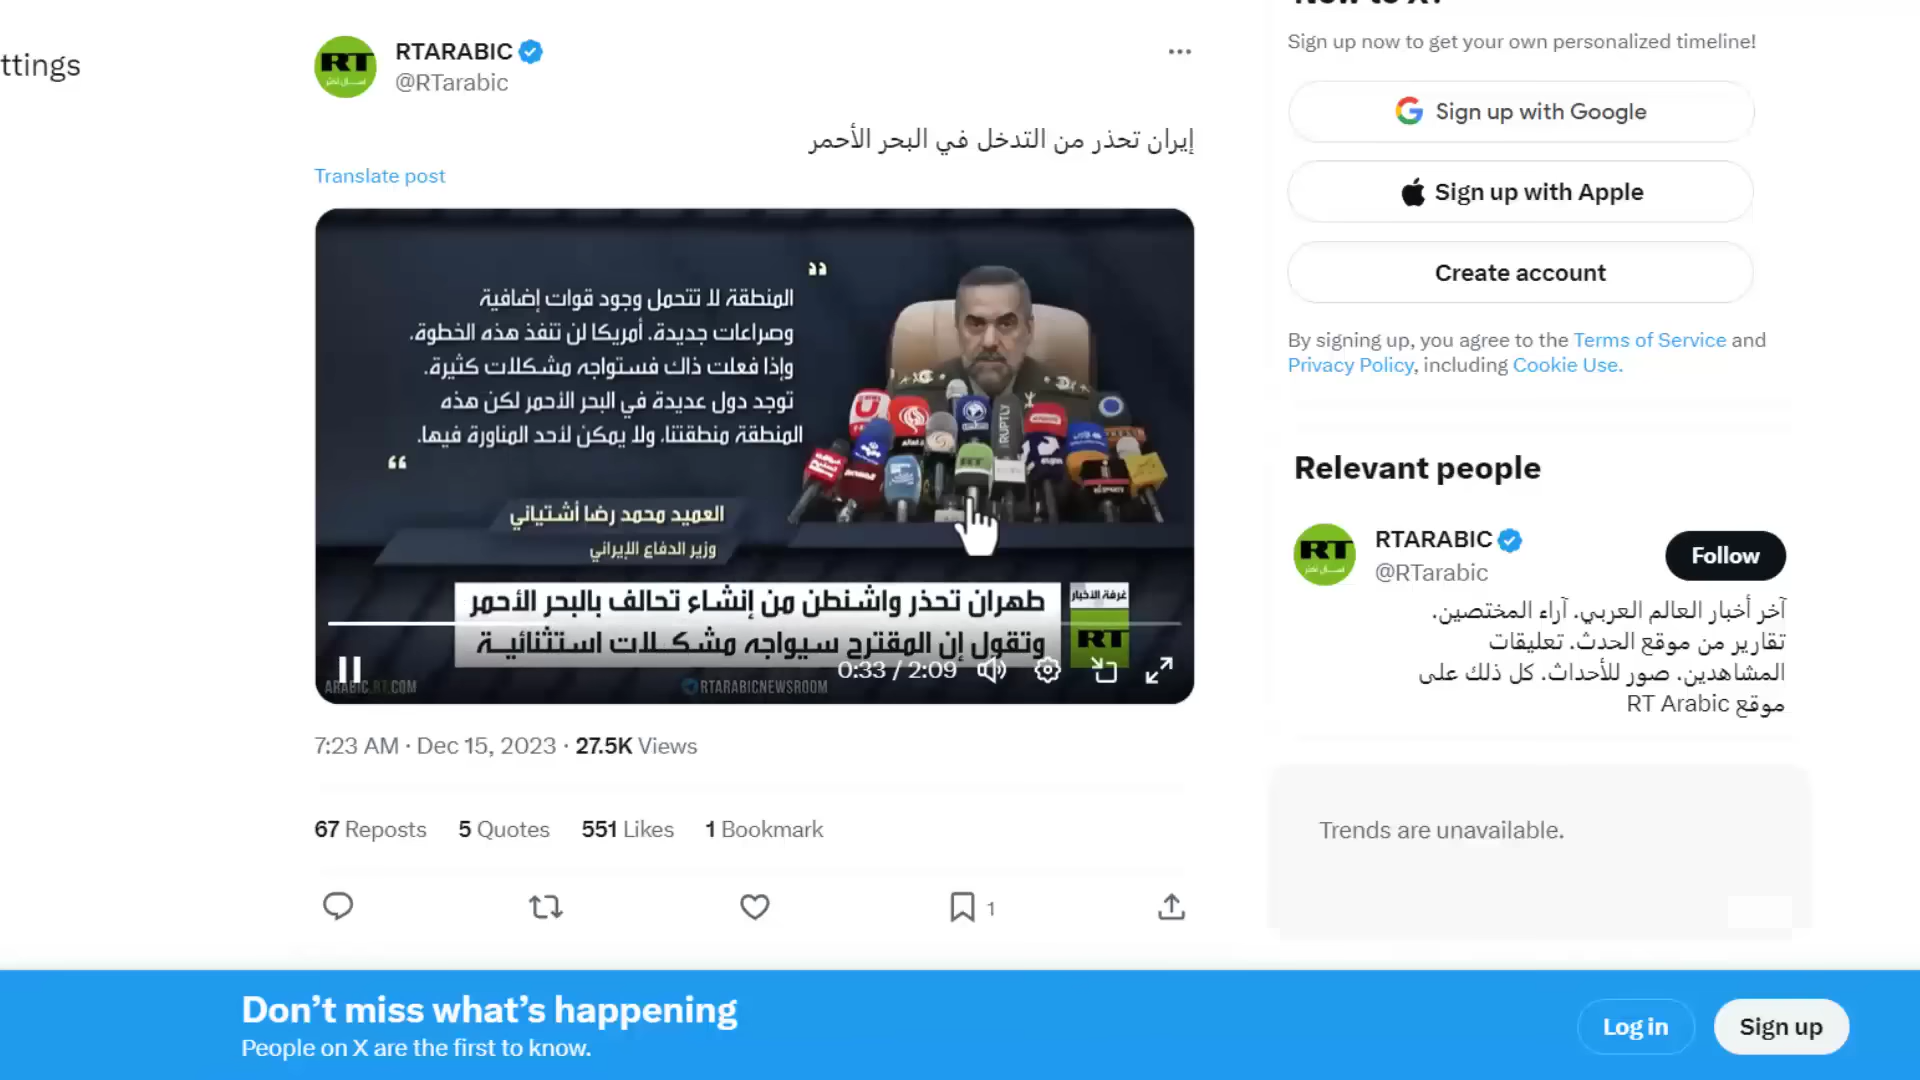 ttings
RTARABIC
@RTarabic
إيران تحذر من التدخل في البحر الأحمر
Translate post
المنطقة لا تتحمل وجود قوات إضافية
وصراعات جديدة. أمريكا لن تنفذ هذه الخطوة.
وإذا فعلت ذلك فستواجه مشكلات كثيرة.
توجد دول عديدة في البحر الأحمر لكن هذه
المنطقة منطقتنا، ولا يمكن لأحد المناورة فيها.
العميد محمد رضا أشتياني
وزير الدفاع الإيراني
RUPTLY
RT
طهران تحذر واشنطن من إنشاء تحالف بالبحر الأحمر
وتقول إن المقترح سيواجه مشكلات استثنائية
غرفة الأخبار
RT
0:33 / 2:09
ARABIC.RT.COM
RTARABICNEWSROOM
7:23 AM · Dec 15, 2023 · 27.5K Views
67 Reposts 5 Quotes 551 Likes 1 Bookmark
1
New to X?
Sign up now to get your own personalized timeline!
Sign up with Google
Sign up with Apple
Create account
By signing up, you agree to the Terms of Service and
Privacy Policy, including Cookie Use.
Relevant people
RTARABIC
@RTarabic
Follow
آخر أخبار العالم العربي. آراء المختصين.
تقارير من موقع الحدث. تعليقات
المشاهدين. صور للأحداث. كل ذلك على
موقع RT Arabic
Trends are unavailable.
Don't miss what's happening
People on X are the first to know.
Log in
Sign up